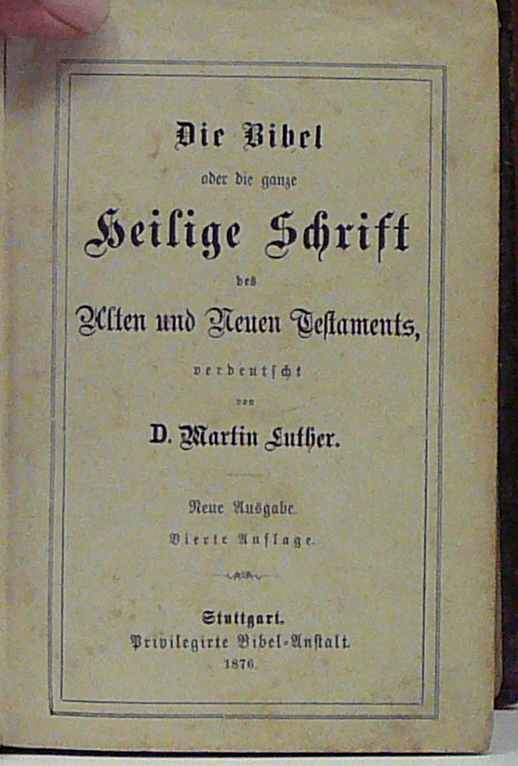 Die Bibel
oder die ganze
Heilige Schrift
des
Alten und Neuen Testaments,
verdeutscht
von
D. Martin Luther.
Neue Ausgabe.
Vierte Auflage.
Stuttgart.
Privilegirte Bibel-Anstalt.
1876.